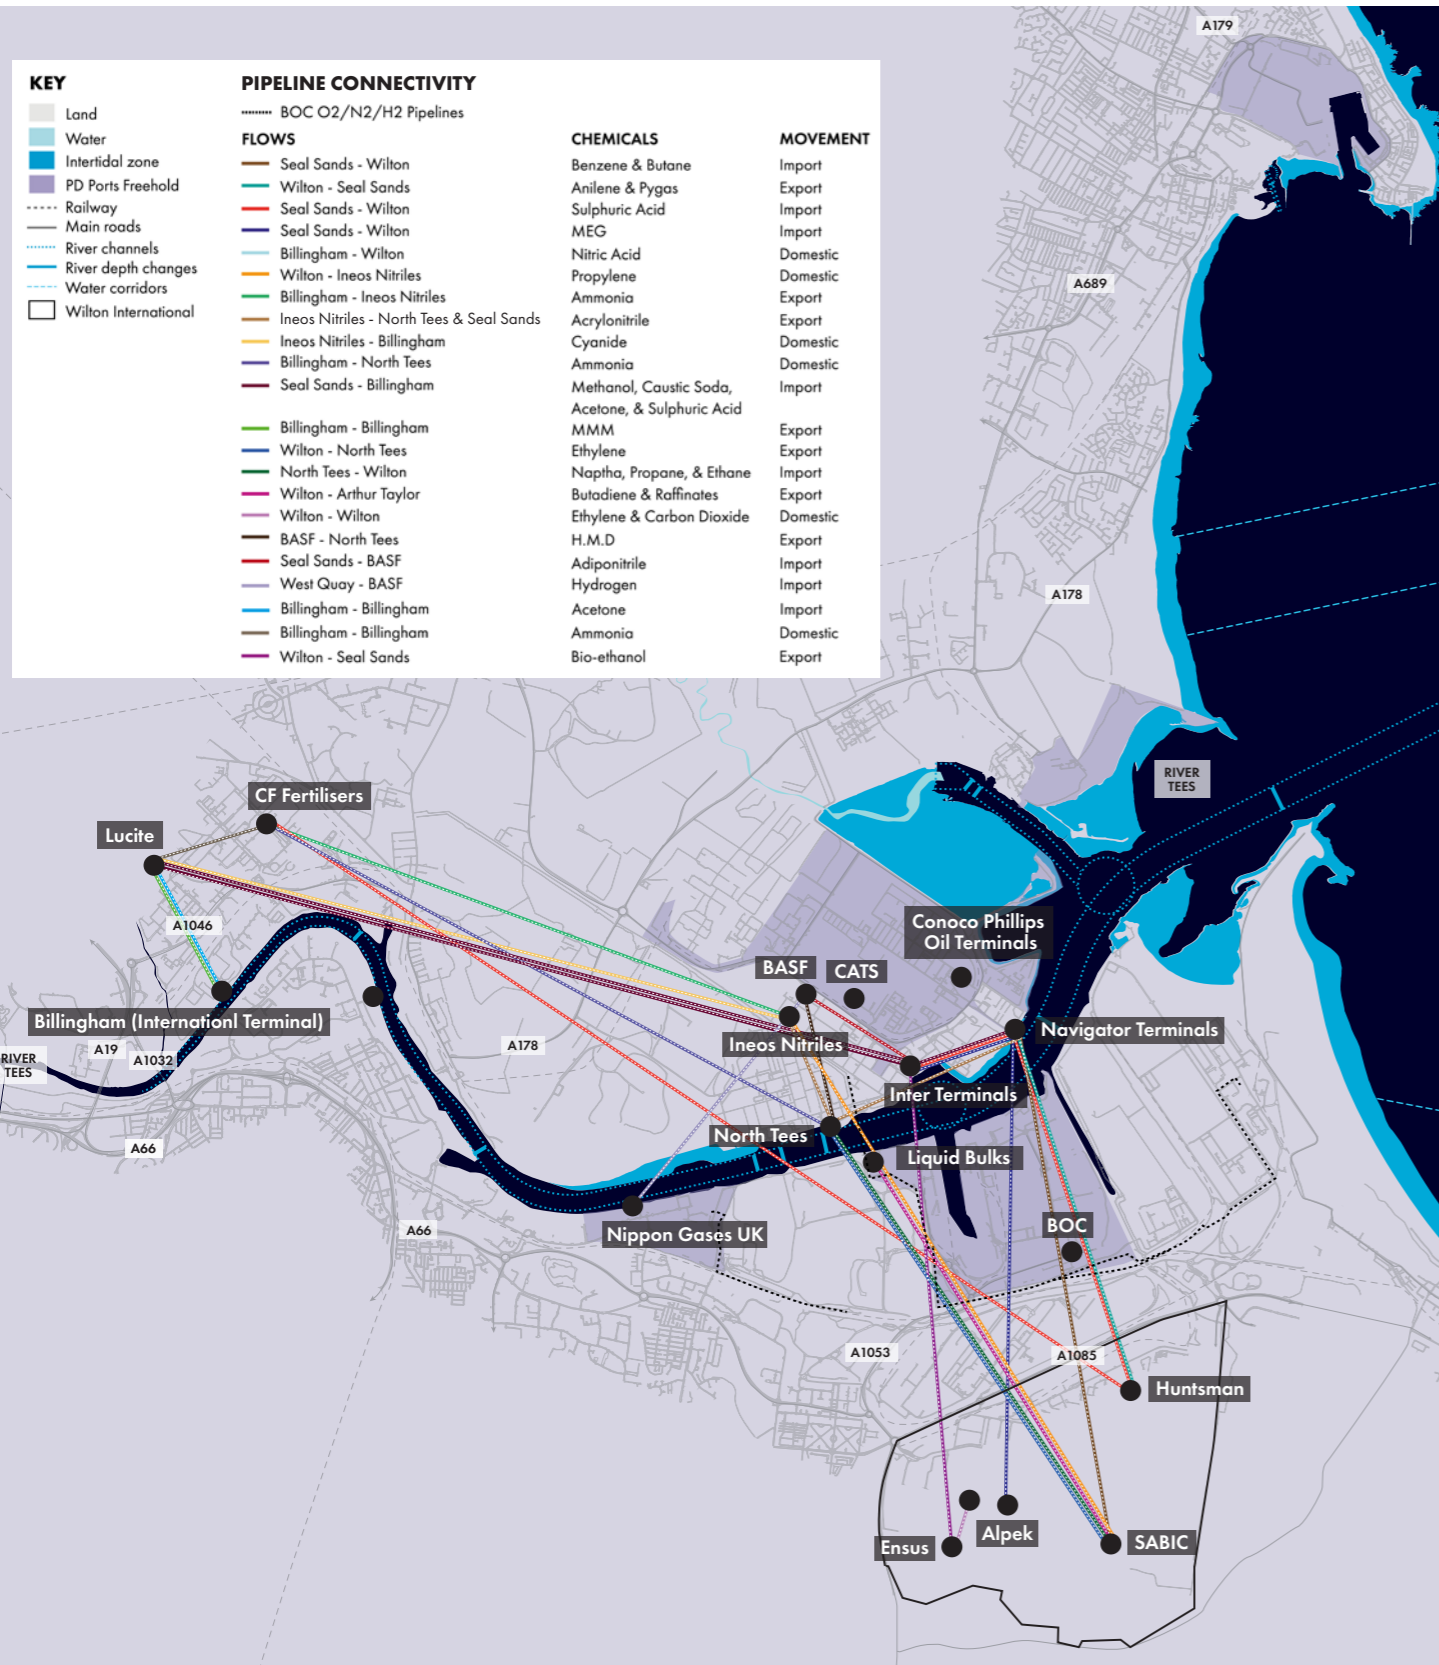 A179
KEY
Land
Water
Intertidal zone
PD Ports Freehold
Railway
Main roads
River channels
River depth changes
Water corridors
Wilton International
PIPELINE CONNECTIVITY
BOC O2/N2/H2 Pipelines
FLOWS CHEMICALS MOVEMENT
Seal Sands - Wilton Benzene & Butane Import
Wilton - Seal Sands Anilene & Pygas Export
Seal Sands - Wilton Sulphuric Acid Import
Seal Sands - Wilton MEG Import
Billingham - Wilton Nitric Acid Domestic
Wilton - Ineos Nitriles Propylene Domestic
Billingham - Ineos Nitriles Ammonia Export
Ineos Nitriles - North Tees & Seal Sands Acrylonitrile Export
Ineos Nitriles - Billingham Cyanide Domestic
Billingham - North Tees Ammonia Domestic
Seal Sands - Billingham Methanol, Caustic Soda, Import
Acetone, & Sulphuric Acid
Billingham - Billingham MMM Export
Wilton - North Tees Ethylene Export
North Tees - Wilton Naptha, Propane, & Ethane Import
Wilton - Arthur Taylor Butadiene & Raffinates Export
Wilton - Wilton Ethylene & Carbon Dioxide Domestic
BASF - North Tees H.M.D Export
Seal Sands - BASF Adiponitrile Import
West Quay - BASF Hydrogen Import
Billingham - Billingham Acetone Import
Billingham - Billingham Ammonia Domestic
Wilton - Seal Sands Bio-ethanol Export
A689
A178
RIVER
TEES
CF Fertilisers
Lucite
A1046
Conoco Phillips
Oil Terminals
BASF
CATS
Billingham (Internationl Terminal)
Navigator Terminals
Ineos Nitriles
A178
A19
A1032
RIVER
TEES
Inter Terminals
North Tees
A66
Liquid Bulks
BOC
A66
Nippon Gases UK
A1053
A1085
Huntsman
Alpek
Ensus
SABIC